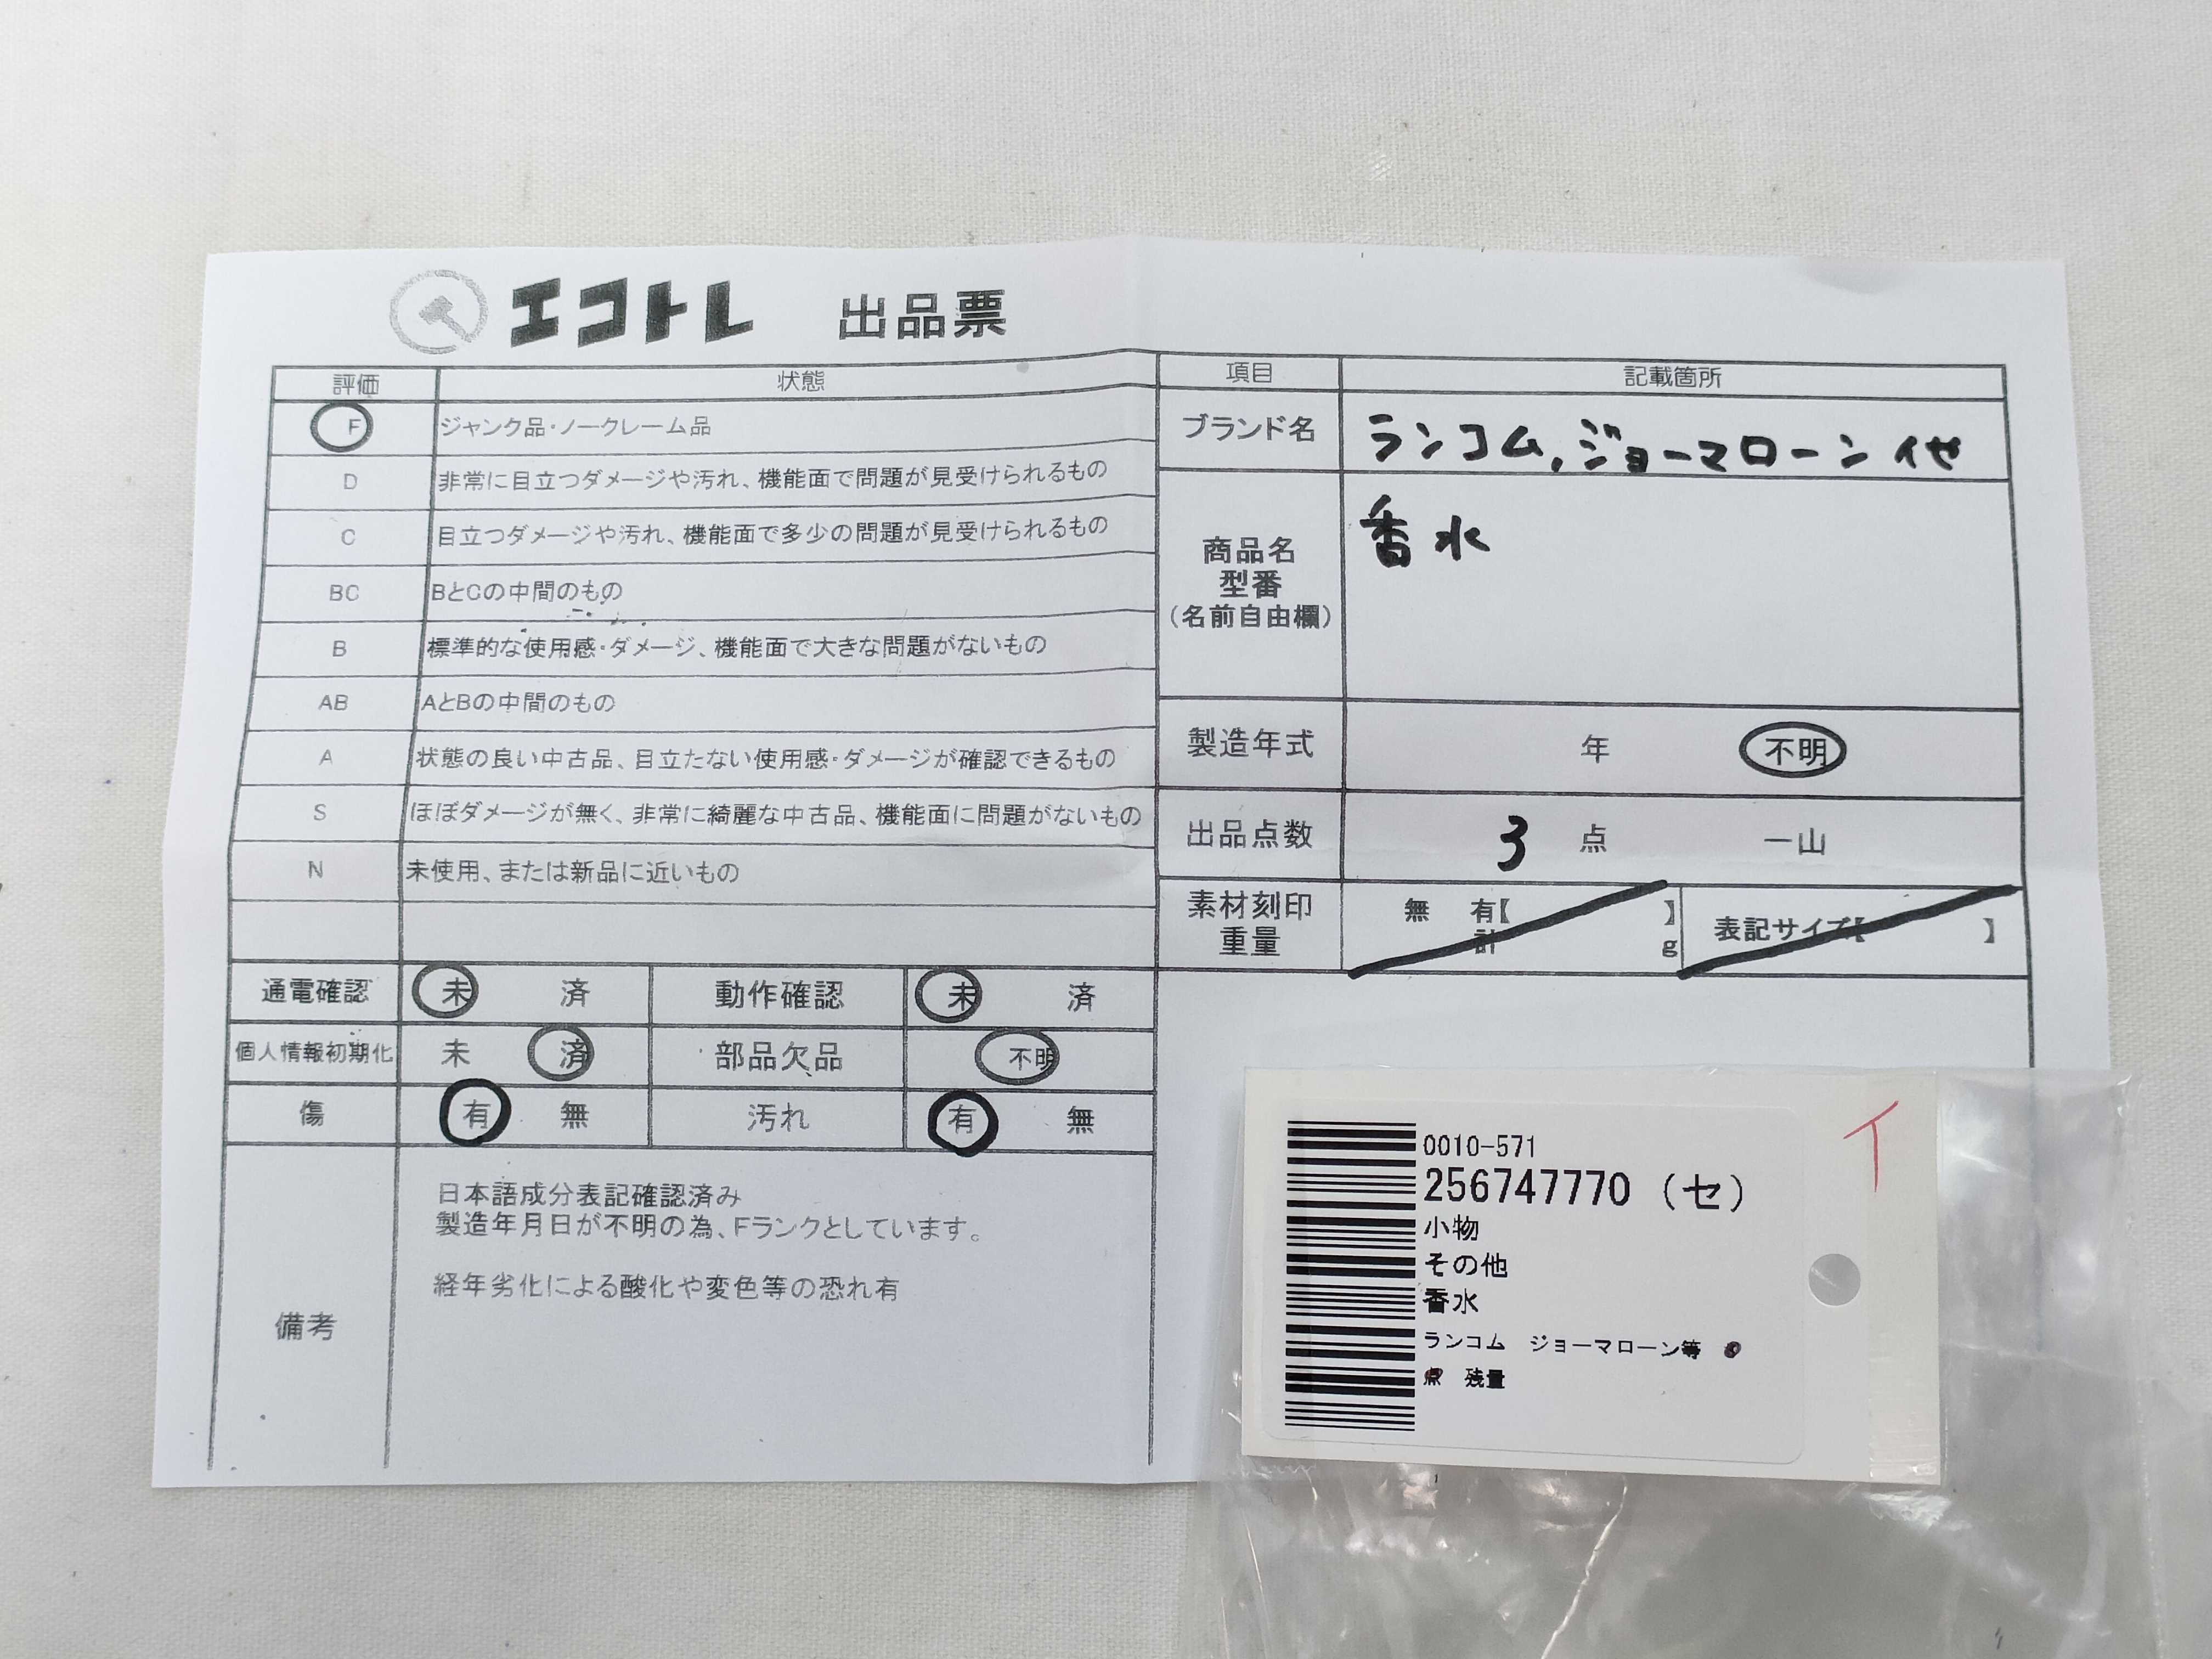 エコトレ 出品票
評価 状態
F ジャンク品・ノークレーム品
D 非常に目立つダメージや汚れ、機能面で問題が見受けられるもの
C 目立つダメージや汚れ、機能面で多少の問題が見受けられるもの
BC BとCの中間のもの
B 標準的な使用感・ダメージ、機能面で大きな問題がないもの
AB AとBの中間のもの
A 状態の良い中古品、目立たない使用感・ダメージが確認できるもの
S ほぼダメージが無く、非常に綺麗な中古品、機能面に問題がないもの
N 未使用、または新品に近いもの
通電確認 未 済 動作確認 未 済
個人情報初期化 未 済 部品欠品 不明
傷 有 無 汚れ 有 無
備考
日本語成分表記確認済み
製造年月日が不明の為、Fランクとしています。
経年劣化による酸化や変色等の恐れ有
項目 記載箇所
ブランド名 ランコム,ジョーマローン他
商品名
型番
(名前自由欄)
香水
製造年式 年 不明
出品点数 3 点 一山
素材刻印
重量
無 有【 】
計 g
表記サイズ【 】
0010-571
256747770 (セ)
小物
その他
香水
ランコム ジョーマローン等
点 残量
イ